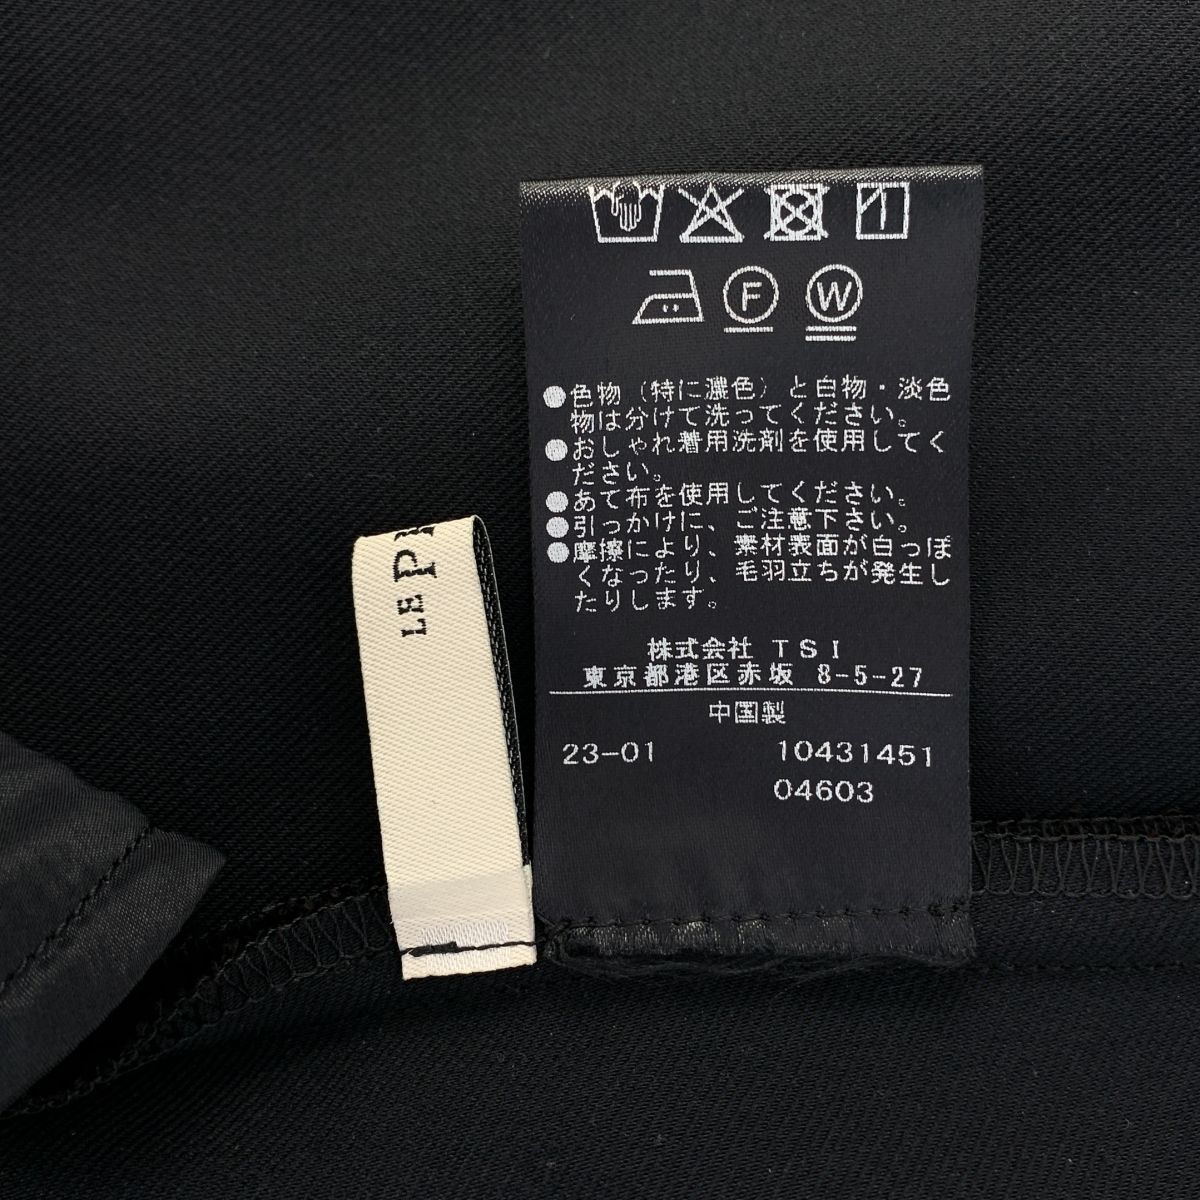 F W
●色物（特に濃色）と白物・淡色
物は分けて洗ってください。
●おしゃれ着用洗剤を使用してく
ださい。
●あて布を使用してください。
●引っかけに、ご注意下さい。
●摩擦により、素材表面が白っぽ
くなったり、毛羽立ちが発生し
たりします。
株式会社 TSI
東京都港区赤坂 8-5-27
中国製
23-01 10431451
04603
LE